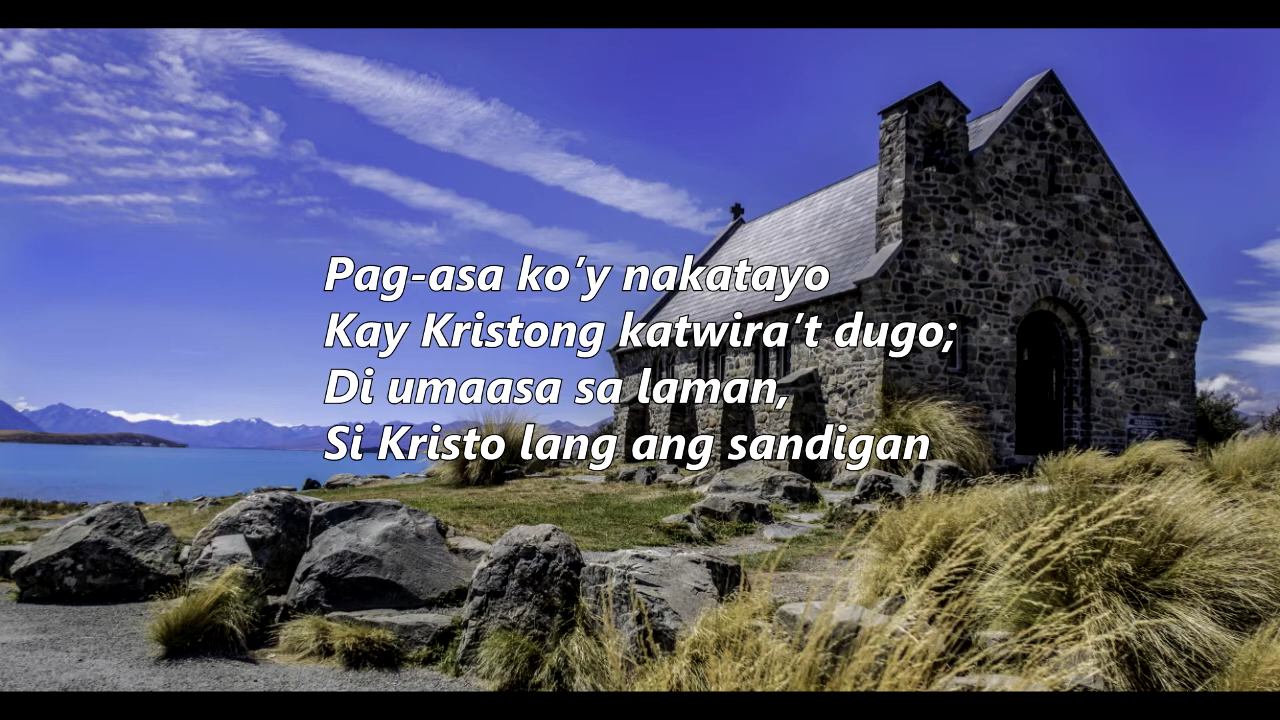 Pag-asa ko’y nakatayo
Kay Kristong katwira’t dugo;
Di umaasa sa laman,
Si Kristo lang ang sandigan